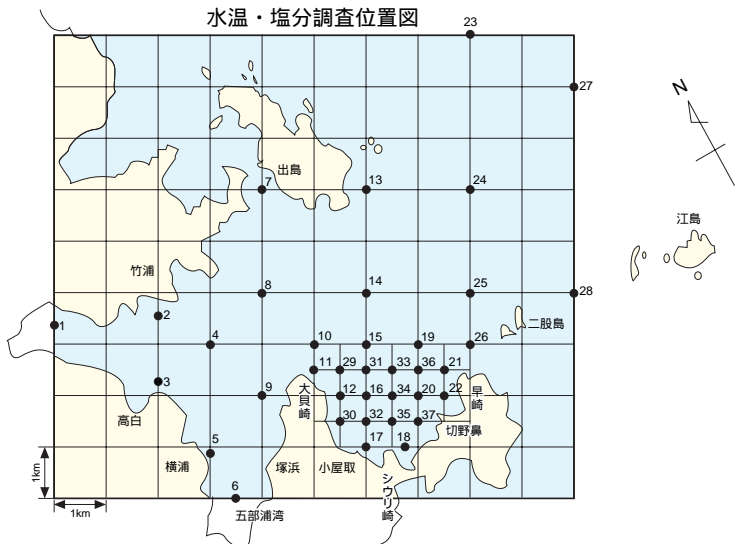 水温・塩分調査位置図
23
27
N
出島
7
13
24
江島
竹浦
8
14
25
28
1
2
二股島
4
10
15
19
26
11
29
31
33
36
21
3
9
大貝崎
12
16
34
20
22
早崎
高白
30
32
35
37
切野鼻
5
17
18
横浦
塚浜
小屋取
シウリ崎
1km
6
1km
五部浦湾